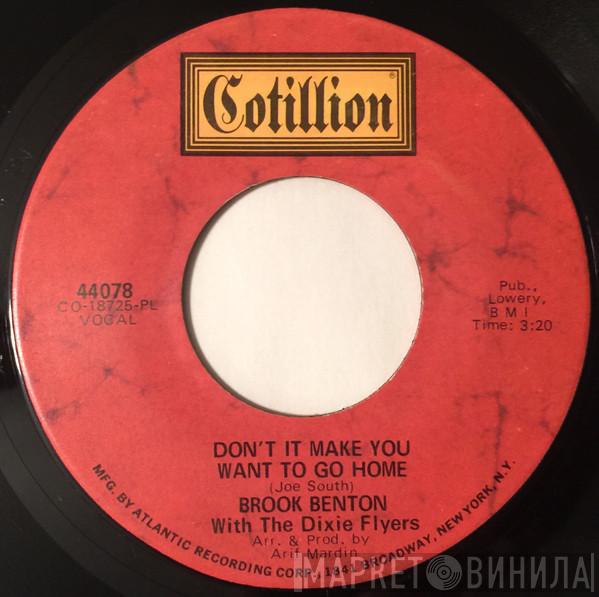 Cotillion
®
44078
CO-18725-PL
VOCAL
Pub.,
Lowery,
BMI
Time: 3:20
DON'T IT MAKE YOU
WANT TO GO HOME
(Joe South)
BROOK BENTON
With The Dixie Flyers
Arr. & Prod. by
Arif Mardin
MFG. BY ATLANTIC RECORDING CORP., 1841 BROADWAY, NEW YORK, N.Y.
МАРКЕТ ВИНИЛА